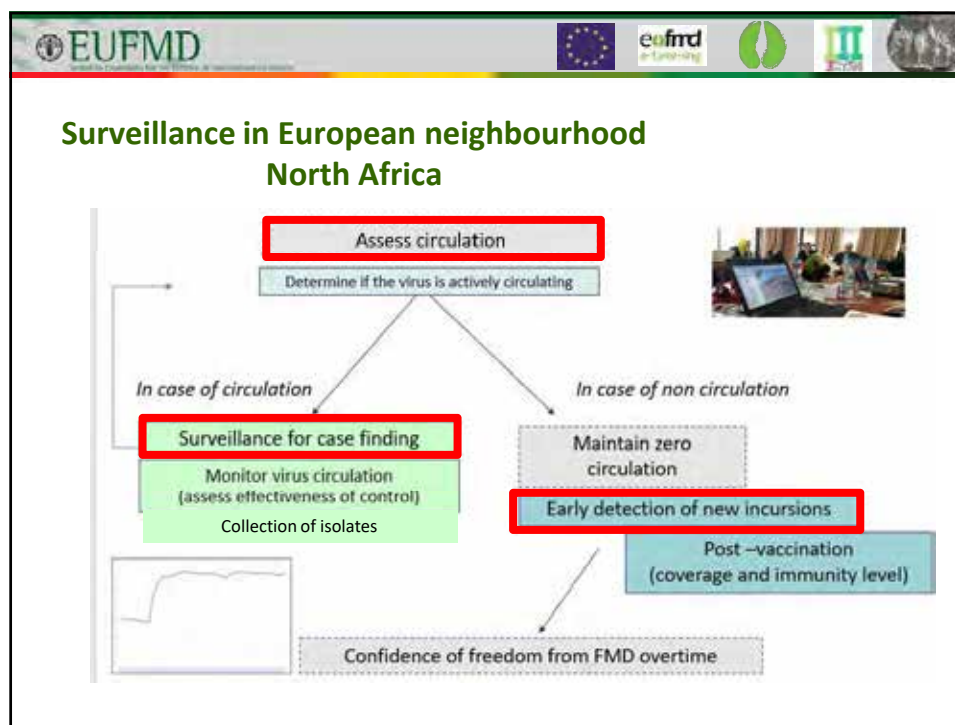 EUFMD
eofmd
e-Learning
Surveillance in European neighbourhood
North Africa
Assess circulation
Determine if the virus is actively circulating
In case of circulation
In case of non circulation
Surveillance for case finding
Maintain zero
circulation
Monitor virus circulation
(assess effectiveness of control)
Early detection of new incursions
Collection of isolates
Post –vaccination
(coverage and immunity level)
Confidence of freedom from FMD overtime